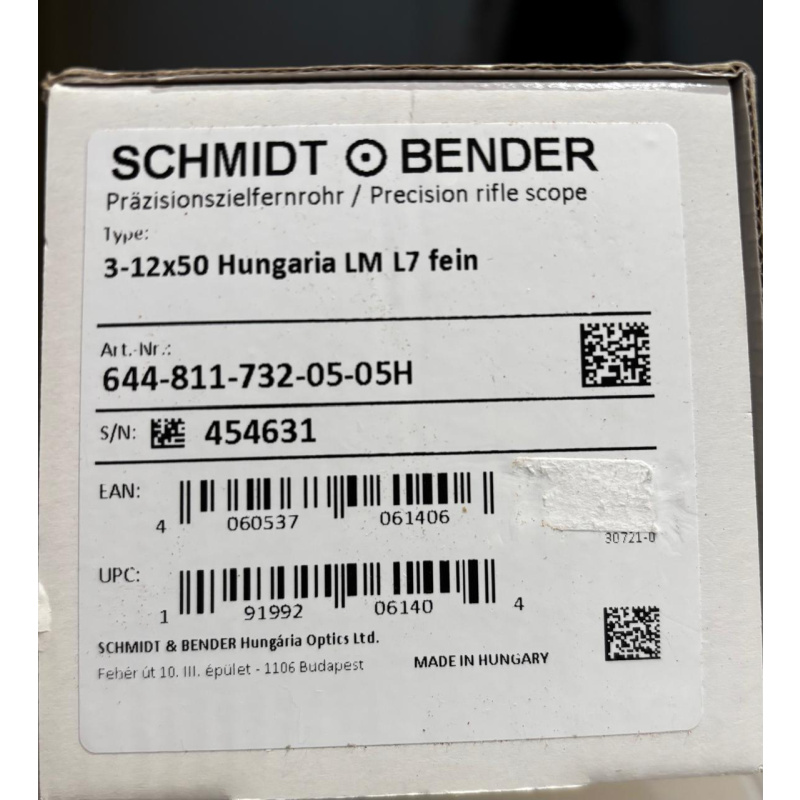 SCHMIDT BENDER
Präzisionszielfernrohr / Precision rifle scope
Type:
3-12x50 Hungaria LM L7 fein
Art.-Nr.:
644-811-732-05-05H
S/N: 454631
EAN:
4 060537 061406
30721-0
UPC:
1 91992 06140 4
SCHMIDT & BENDER Hungária Optics Ltd.
Fehér út 10. III. épület - 1106 Budapest
MADE IN HUNGARY